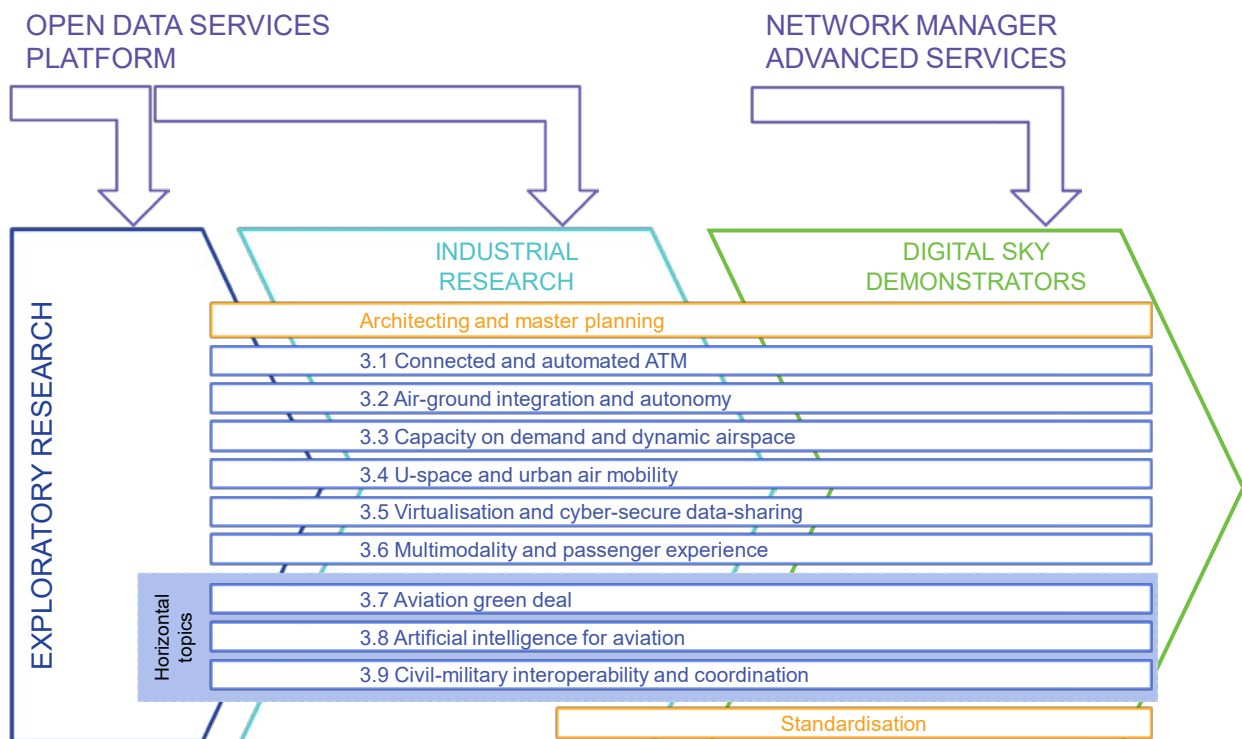 OPEN DATA SERVICES
PLATFORM
NETWORK MANAGER
ADVANCED SERVICES
EXPLORATORY RESEARCH
INDUSTRIAL
RESEARCH
DIGITAL SKY
DEMONSTRATORS
Architecting and master planning
3.1 Connected and automated ATM
3.2 Air-ground integration and autonomy
3.3 Capacity on demand and dynamic airspace
3.4 U-space and urban air mobility
3.5 Virtualisation and cyber-secure data-sharing
3.6 Multimodality and passenger experience
Horizontal
topics
3.7 Aviation green deal
3.8 Artificial intelligence for aviation
3.9 Civil-military interoperability and coordination
Standardisation